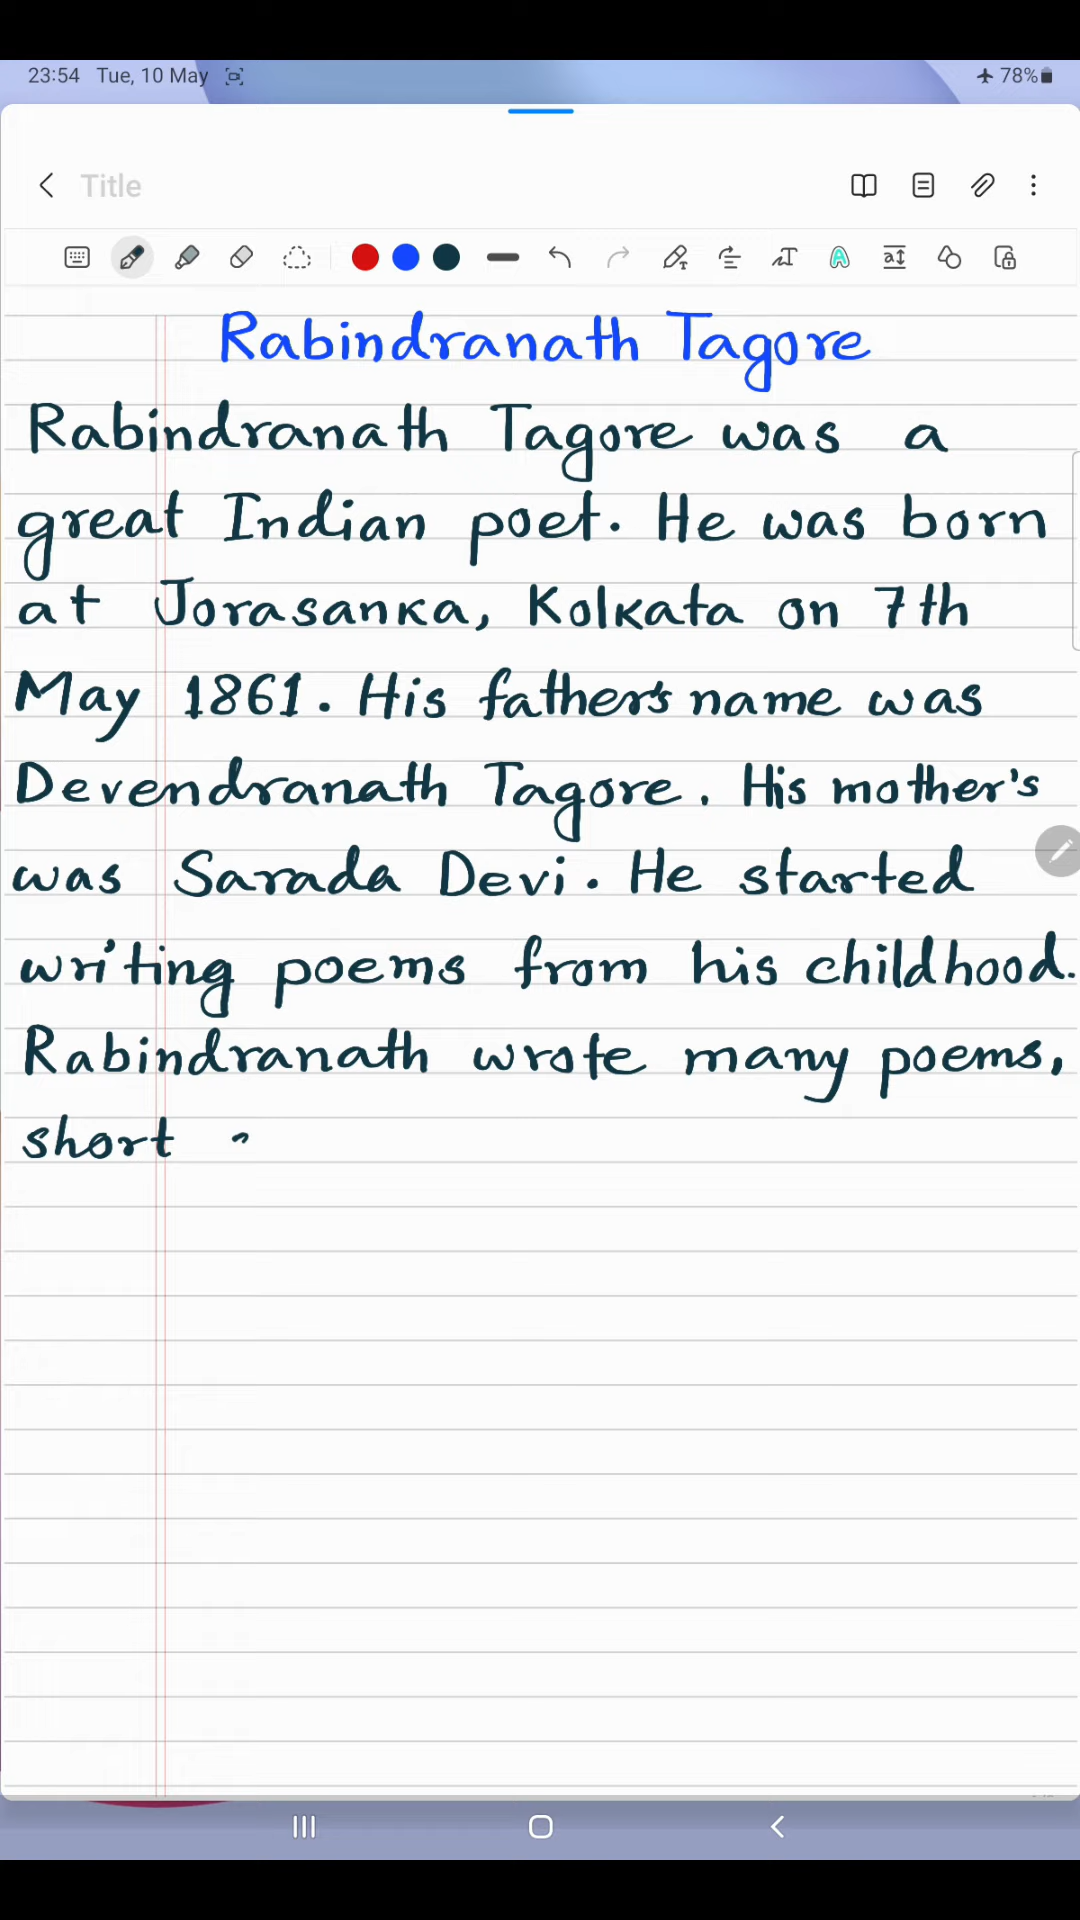 23:54 Tue, 10 May 78%
Title
Rabindranath Tagore
Rabindranath Tagore was a
great Indian poet. He was born
at Jorasanka, Kolkata on 7th
May 1861. His father's name was
Devendranath Tagore. His mother's
was Sarada Devi. He started
writing poems from his childhood.
Rabindranath wrote many poems,
short